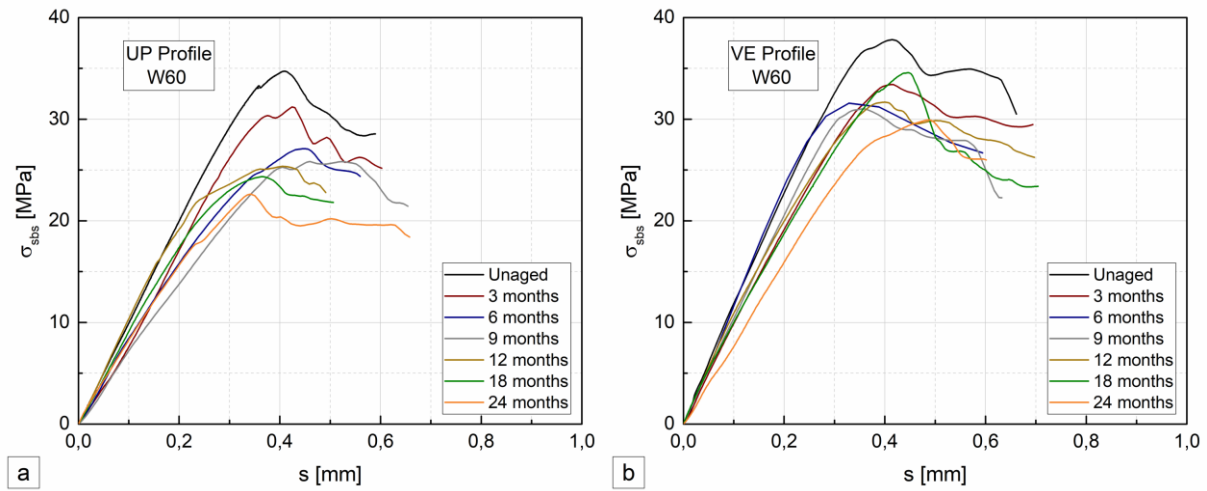 40
30
20
10
0
σsbs [MPa]
UP Profile
W60
Unaged
3 months
6 months
9 months
12 months
18 months
24 months
0,0 0,2 0,4 0,6 0,8 1,0
s [mm]
a
40
30
20
10
0
σsbs [MPa]
VE Profile
W60
Unaged
3 months
6 months
9 months
12 months
18 months
24 months
0,0 0,2 0,4 0,6 0,8 1,0
s [mm]
b